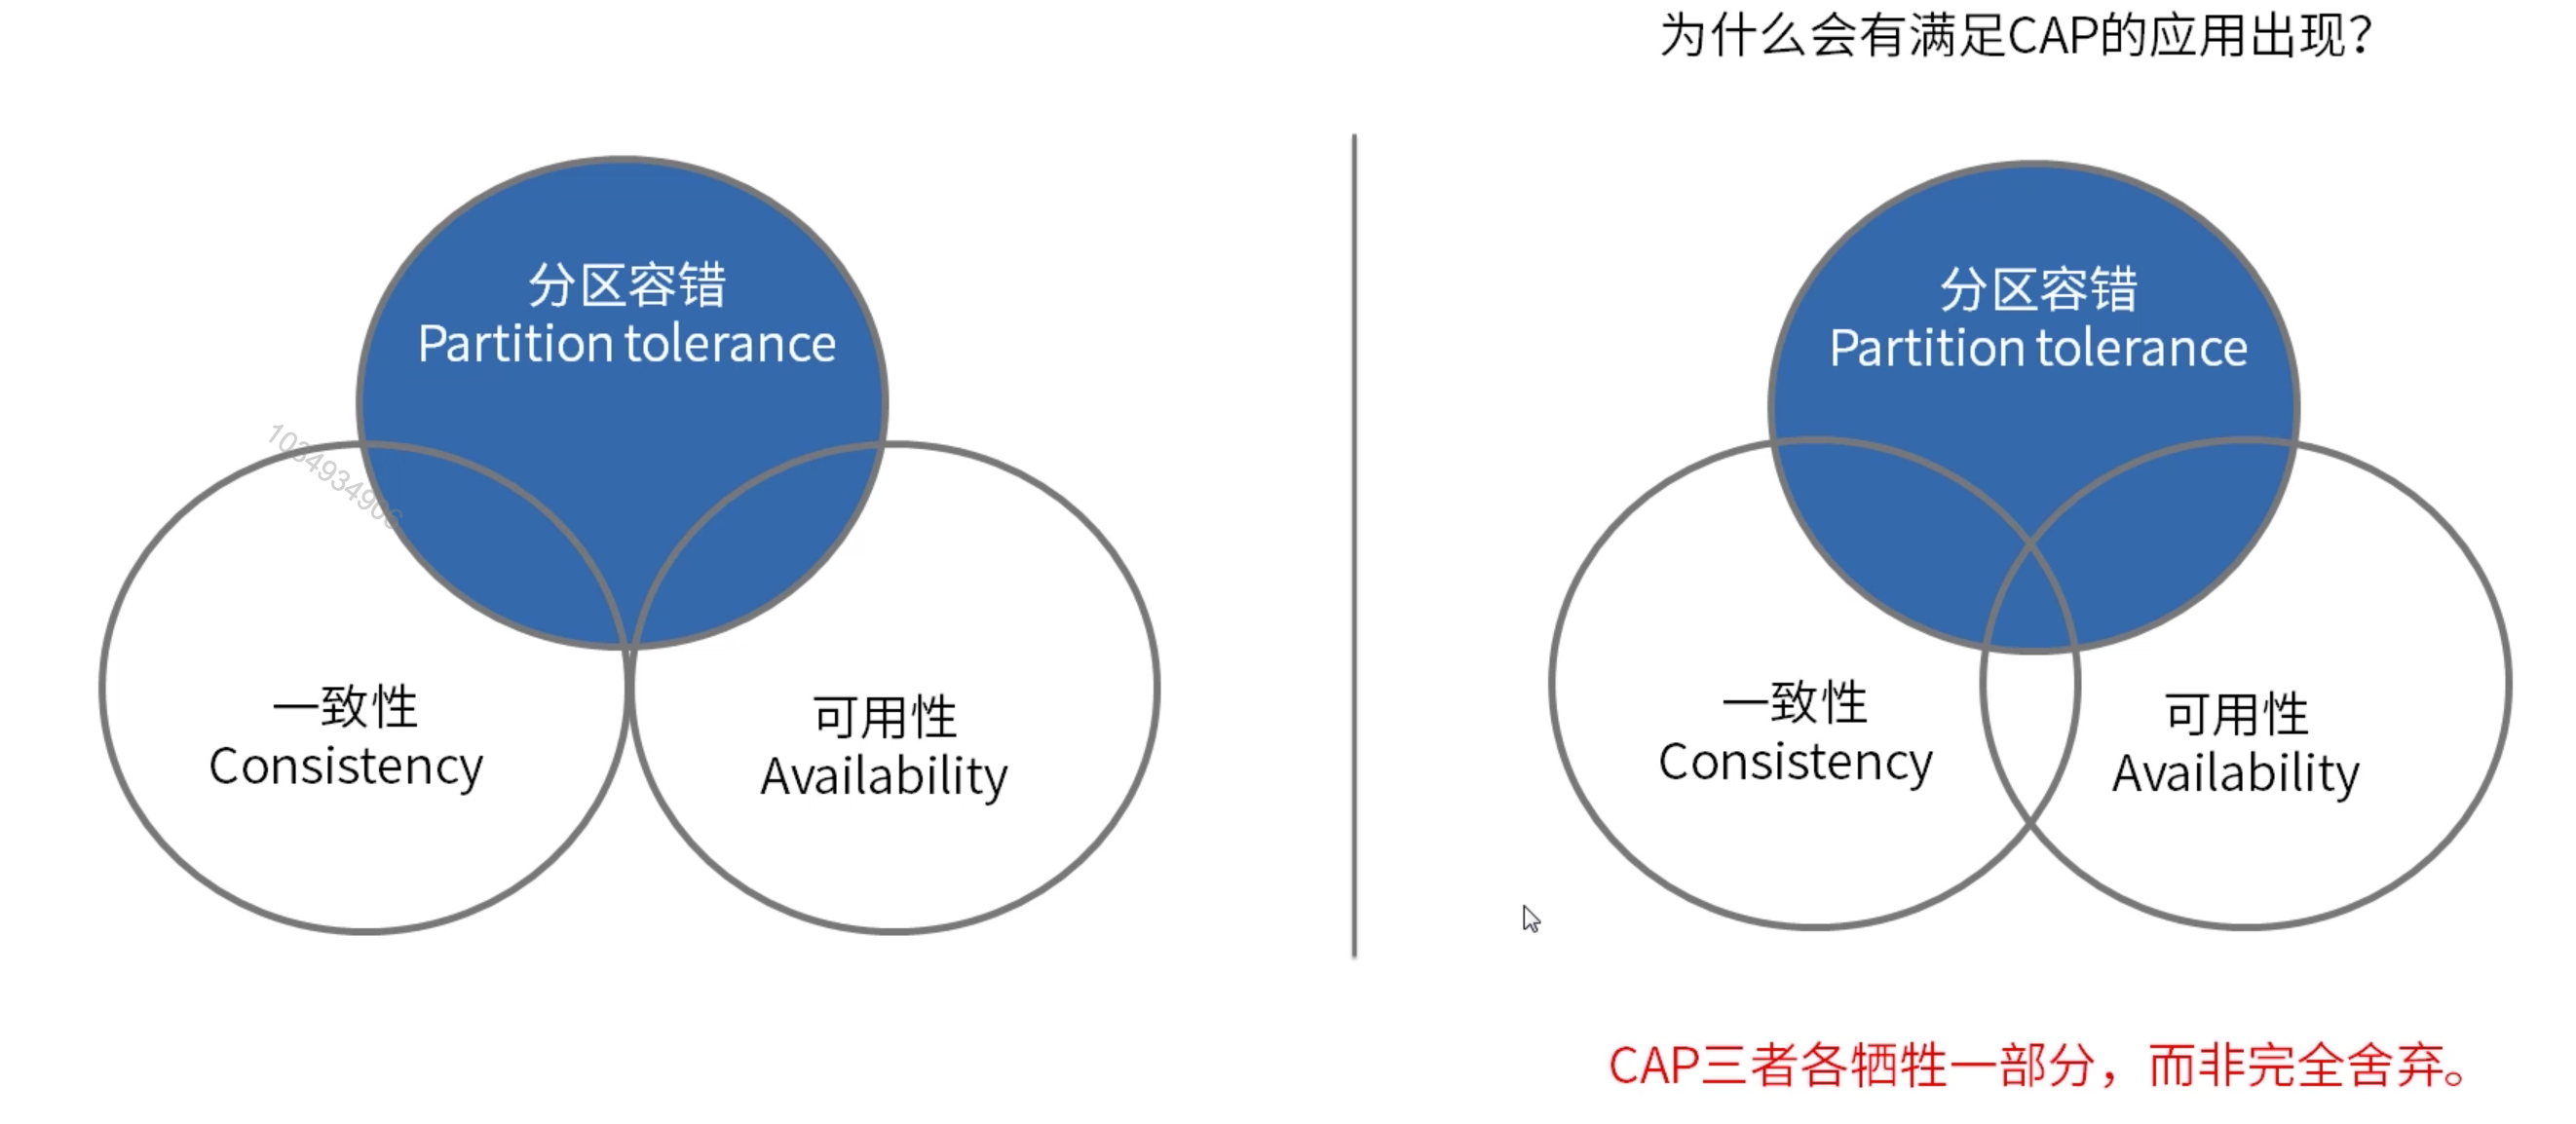 为什么会有满足CAP的应用出现？
分区容错
Partition tolerance
一致性
Consistency
可用性
Availability
1034934906
分区容错
Partition tolerance
一致性
Consistency
可用性
Availability
CAP三者各牺牲一部分，而非完全舍弃。